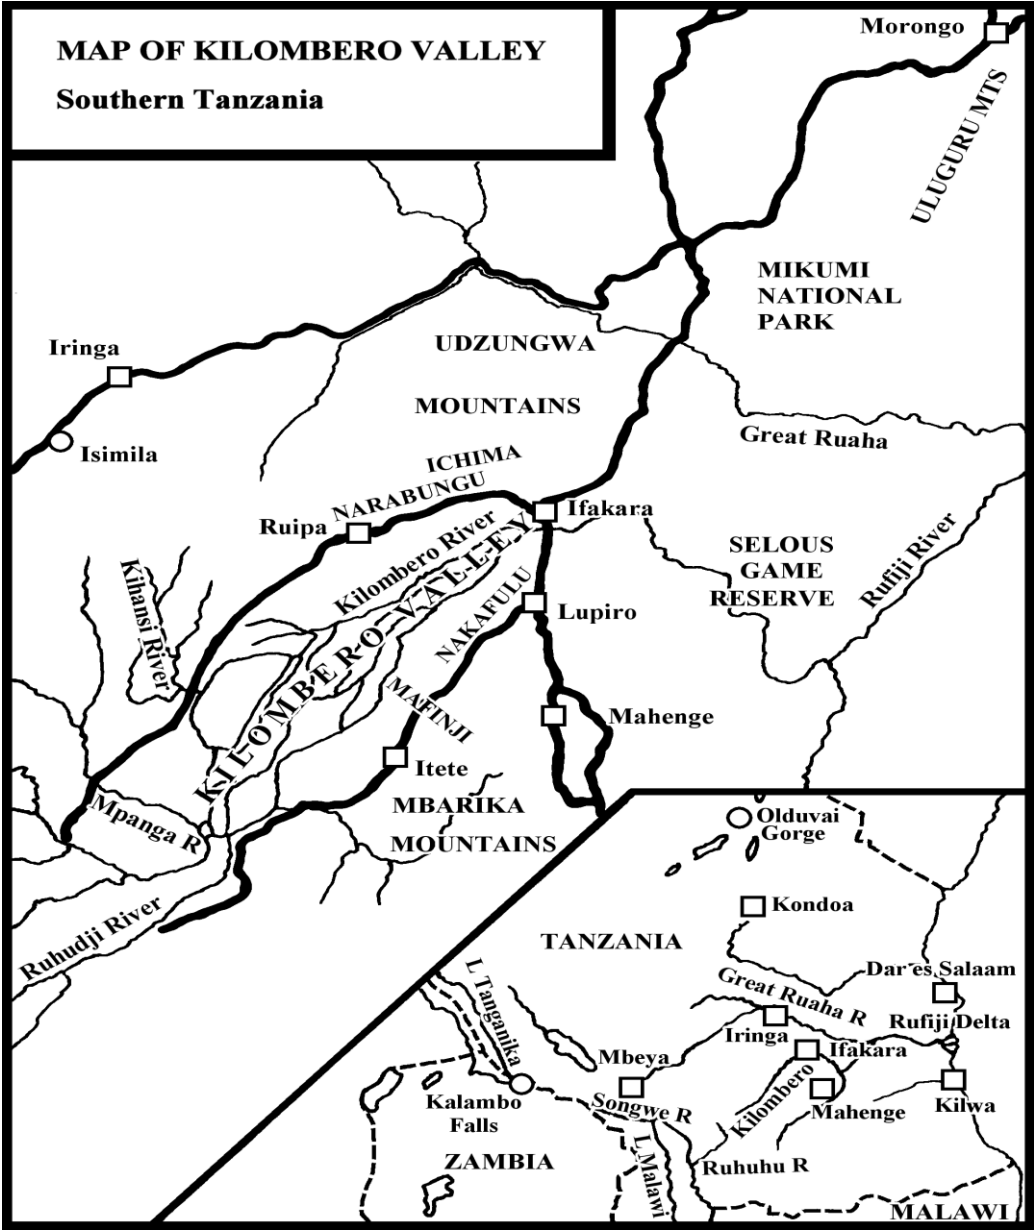 MAP OF KILOMBERO VALLEY
Southern Tanzania
Morongo
ULUGURU MTS
MIKUMI
NATIONAL
PARK
UDZUNGWA
MOUNTAINS
Iringa
Isimila
Great Ruaha
ICHIMA
NARABUNGU
Ruipa
Ifakara
Kilombero River
KILOMBERO VALLEY
SELOUS
GAME
RESERVE
Rufiji River
Kihansi River
NAKAFULU
Lupiro
MAFINJI
Mahenge
Itete
MBARIKA
MOUNTAINS
Mpanga R
Ruhudji River
Olduvai
Gorge
Kondoa
TANZANIA
Dar es Salaam
Great Ruaha R
Rufiji Delta
L Tanganika
Iringa
Ifakara
Mbeya
Kilombero
Mahenge
Kilwa
Kalambo
Falls
Songwe R
L Malawi
ZAMBIA
Ruhuhu R
MALAWI